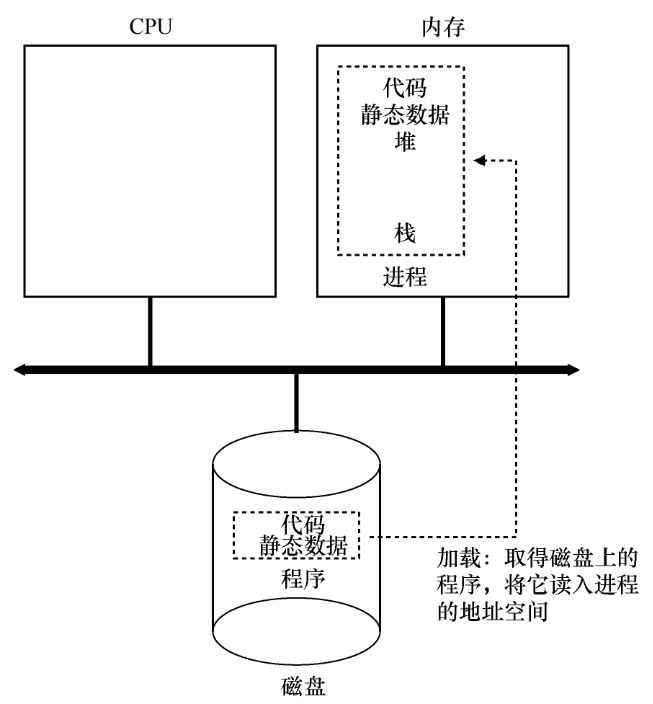 CPU
内存
代码
静态数据
堆
栈
进程
代码
静态数据
程序
加载：取得磁盘上的
程序，将它读入进程
的地址空间
磁盘